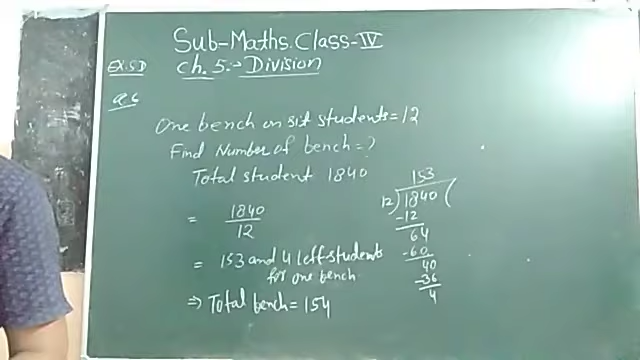 Sub-Maths. Class-IV
Ex.5D
Ch. 5:- Division
Q.6
One bench on sit students = 12
Find Number of bench = ?
Total student 1840
= 1840
12
= 153 and 4 left students
for one bench.
⇒ Total bench = 154
153
12) 1840 (
-12
64
-60
40
-36
4